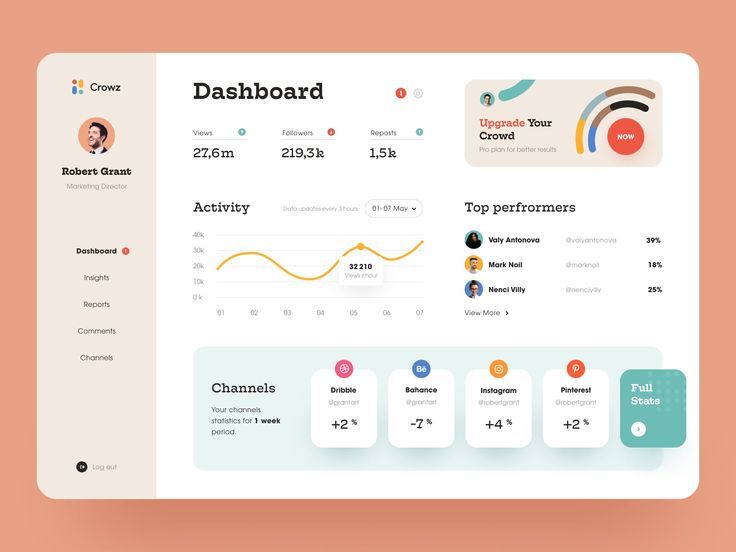 Crowz
Robert Grant
Marketing Director
Dashboard 1
Insights
Reports
Comments
Channels
Log out
Dashboard
1
Views
27,6m
Followers
219,3k
Reposts
1,5k
Upgrade Your
Crowd
Pro plan for better results
NOW
Activity
Data updates every 3 hours
01-07 May
40k
30k
20k
10k
0 k
32 210
Views / hour
01 02 03 04 05 06 07
Top perfrormers
Valy Antonova @valyantonova 39%
Mark Noil @marknoil 18%
Nenci Villy @nencivilly 25%
View More
Channels
Your channels
statistics for 1 week
period.
Dribble
@grantart
+2 %
Bē
Bahance
@grantart
-7 %
Instagram
@robertgrant
+4 %
Pinterest
@robertgrant
+2 %
Full
Stats